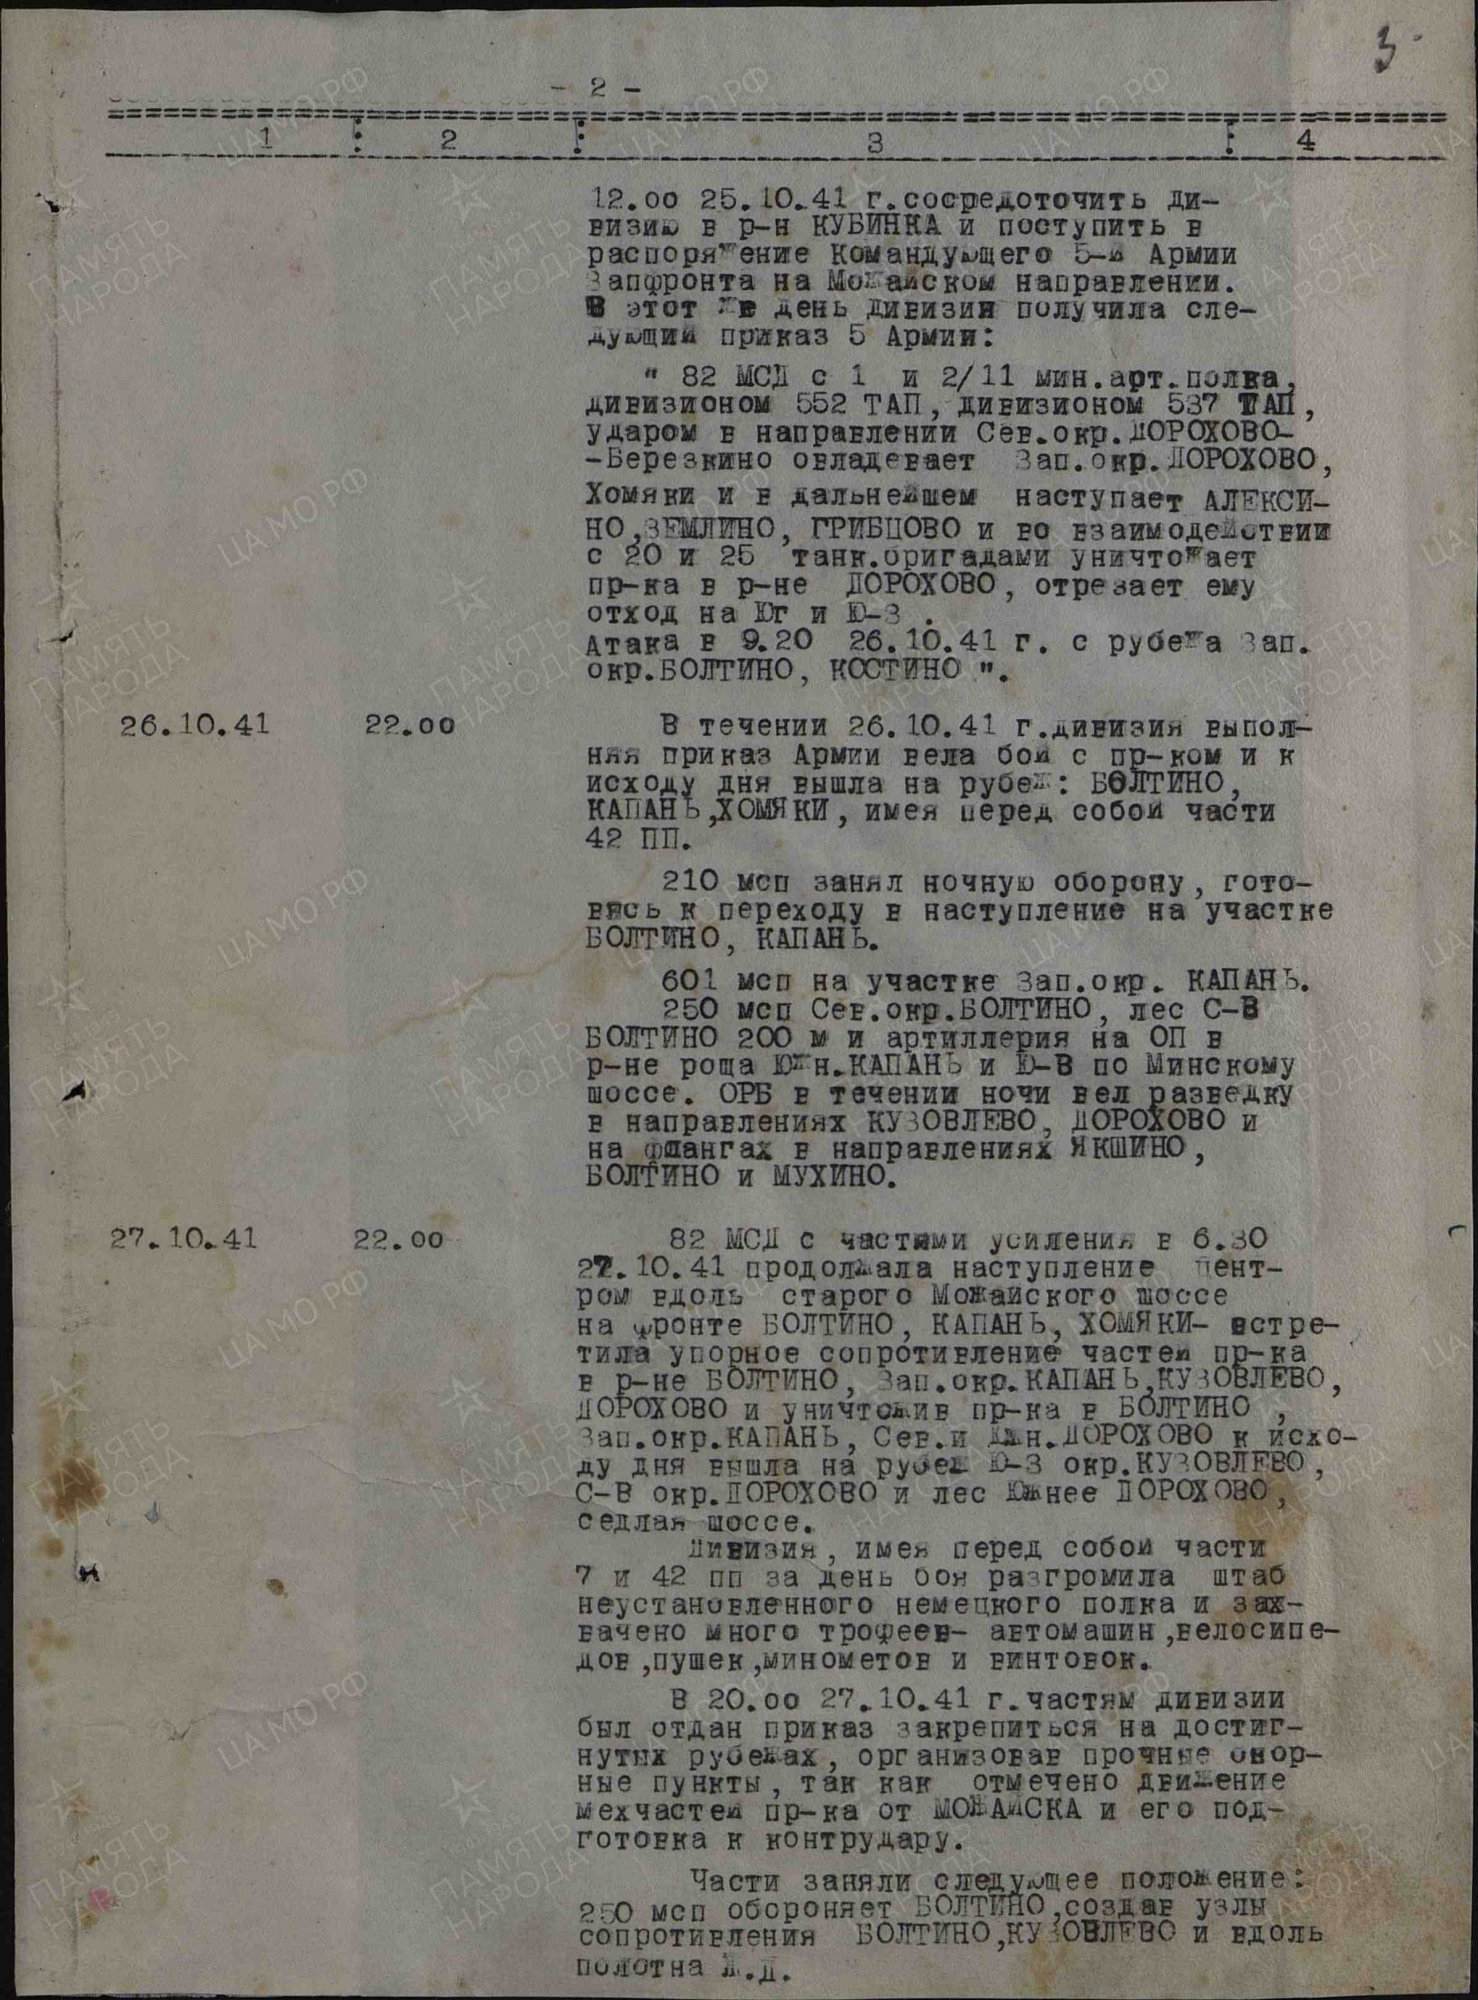 3
- 2 -
1 : 2 : 3 : 4
12.00 25.10.41 г.сосредоточить Ди-
визию в р-н КУБИНКА и поступить в
распоряжение Командующего 5-й Армии
Запфронта на Можайском направлении.
В этот же день Дивизия получила сле-
дующий приказ 5 Армии:
" 82 МСД с 1 и 2/11 мин.арт.полка,
дивизионом 552 ТАП, дивизионом 537 ТАП,
ударом в направлении Сев.окр.ДОРОХОВО-
-Березкино овладевает Зап.окр.ДОРОХОВО,
Хомяки и в дальнейшем наступает АЛЕКСИ-
НО,ЗЕМЛИНО, ГРИБЦОВО и во взаимодействии
с 20 и 25 танк.бригадами уничтожает
пр-ка в р-не ДОРОХОВО, отрезает ему
отход на Юг и Ю-З .
Атака в 9.20 26.10.41 г. с рубежа Зап.
окр.БОЛТИНО, КОСТИНО ".
26.10.41 22.00 В течении 26.10.41 г.дивизия выпол-
няя приказ Армии вела бой с пр-ком и к
исходу дня вышла на рубеж: БОЛТИНО,
КАПАНЬ,ХОМЯКИ, имея перед собой части
42 ПП.
210 мсп занял ночную оборону, гото-
вясь к переходу в наступление на участке
БОЛТИНО, КАПАНЬ.
601 мсп на участке Зап.окр. КАПАНЬ.
250 мсп Сев.окр.БОЛТИНО, лес С-В
БОЛТИНО 200 м и артиллерия на ОП в
р-не роща Южн.КАПАНЬ и Ю-В по Минскому
шоссе. ОРБ в течении ночи вел разведку
в направлениях КУЗОВЛЕВО, ДОРОХОВО и
на флангах в направлениях ЯКШИНО,
БОЛТИНО и МУХИНО.
27.10.41 22.00 82 МСД с частями усиления в 6.30
27.10.41 продолжала наступление цент-
ром вдоль старого Можайского шоссе
на фронте БОЛТИНО, КАПАНЬ, ХОМЯКИ- встре-
тила упорное сопротивление частей пр-ка
в р-не БОЛТИНО, Зап.окр.КАПАНЬ,КУЗОВЛЕВО,
ДОРОХОВО и уничтожив пр-ка в БОЛТИНО ,
Зап.окр.КАПАНЬ, Сев.и Южн.ДОРОХОВО к исхо-
ду дня вышла на рубеж Ю-З окр.КУЗОВЛЕВО,
С-В окр.ДОРОХОВО и лес Южнее ДОРОХОВО,
седлая шоссе.
Дивизия, имея перед собой части
7 и 42 пп за день боя разгромила штаб
неустановленного немецкого полка и зах-
вачено много трофеев- автомашин,велосипе-
дов,пушек,минометов и винтовок.
В 20.00 27.10.41 г.частям дивизии
был отдан приказ закрепиться на достиг-
нутых рубежах, организовав прочные опор-
ные пункты, так как отмечено движение
мехчастей пр-ка от МОЖАЙСКА и его под-
готовка к контрудару.
Части заняли следующее положение:
250 мсп обороняет БОЛТИНО,создав узлы
сопротивления БОЛТИНО,КУЗОВЛЕВО и вдоль
полотна Ж.Д.